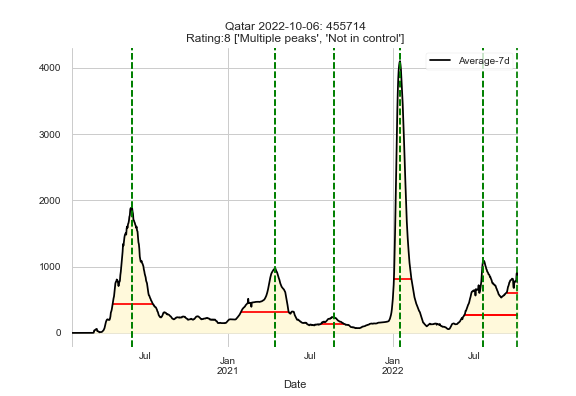 Qatar 2022-10-06: 455714
Rating:8 ['Multiple peaks', 'Not in control']
Average-7d
4000
3000
2000
1000
0
Jul
Jan
2021
Jul
Jan
2022
Jul
Date